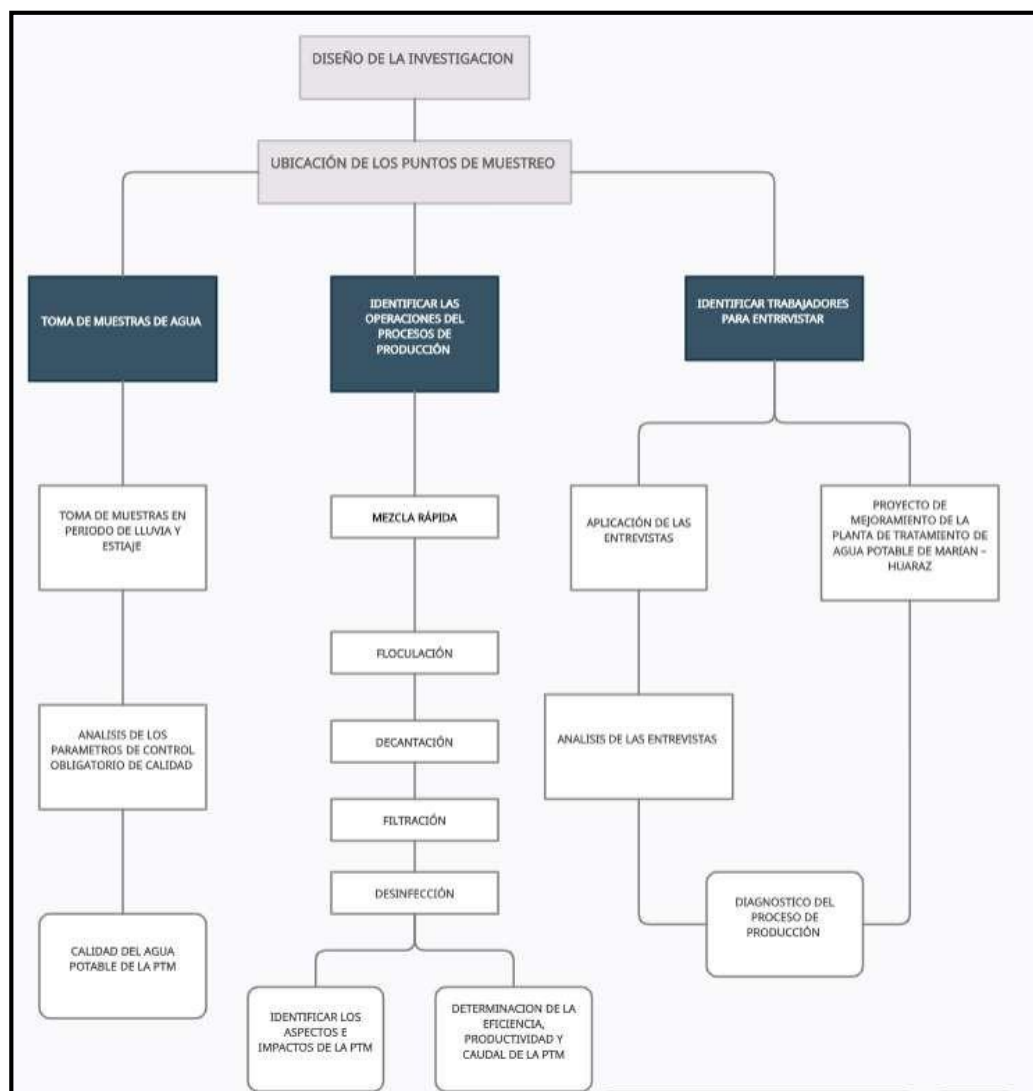 DISEÑO DE LA INVESTIGACION
UBICACIÓN DE LOS PUNTOS DE MUESTREO
TOMA DE MUESTRAS DE AGUA
IDENTIFICAR LAS
OPERACIONES DEL
PROCESOS DE
PRODUCCIÓN
IDENTIFICAR TRABAJADORES
PARA ENTRRVISTAR
TOMA DE MUESTRAS EN
PERIODO DE LLUVIA Y
ESTIAJE
MEZCLA RÁPIDA
APLICACIÓN DE LAS
ENTREVISTAS
PROYECTO DE
MEJORAMIENTO DE LA
PLANTA DE TRATAMIENTO DE
AGUA POTABLE DE MARIAN –
HUARAZ
FLOCULACIÓN
ANALISIS DE LOS
PARAMETROS DE CONTROL
OBLIGATORIO DE CALIDAD
DECANTACIÓN
ANALISIS DE LAS ENTREVISTAS
FILTRACIÓN
DESINFECCIÓN
CALIDAD DEL AGUA
POTABLE DE LA PTM
DIAGNOSTICO DEL
PROCESO DE
PRODUCCIÓN
IDENTIFICAR LOS
ASPECTOS E
IMPACTOS DE LA PTM
DETERMINACION DE LA
EFICIENCIA,
PRODUCTIVIDAD Y
CAUDAL DE LA PTM